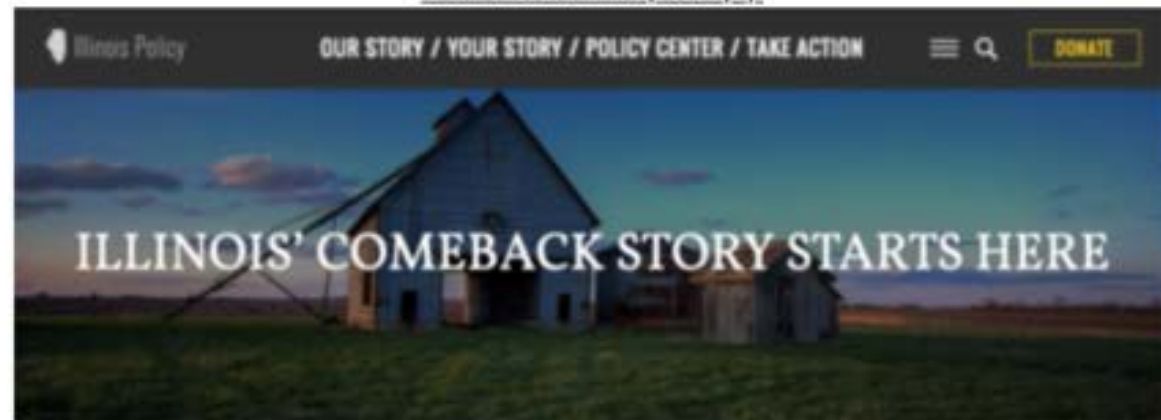 Illinois Policy
OUR STORY / YOUR STORY / POLICY CENTER / TAKE ACTION
DONATE
ILLINOIS’ COMEBACK STORY STARTS HERE